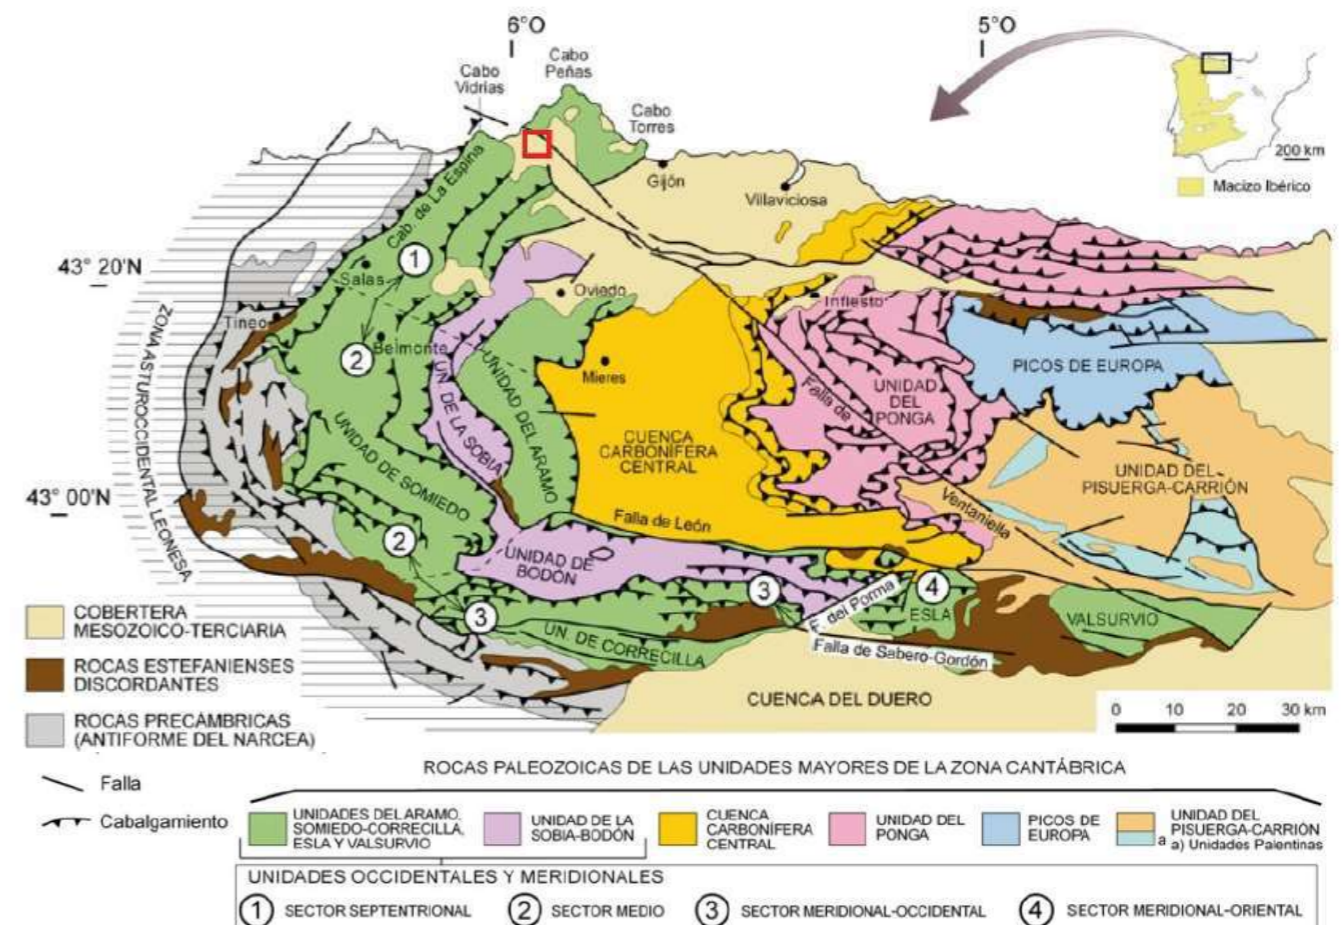 6°O
5°O
Cabo
Peñas
Cabo
Vidrias
Cabo
Torres
200 km
Macizo Ibérico
Gijón
Villaviciosa
Cab. de La Espina
43° 20'N
1
Salas
Oviedo
Infiesto
Tineo
2
Belmonte
ZONA ASTUROCCIDENTAL LEONESA
UN. DE LA SOBIA
UNIDAD DEL ARAMO
Mieres
Falla de
Ventaniella
UNIDAD
DEL
PONGA
PICOS DE EUROPA
CUENCA
CARBONÍFERA
CENTRAL
UNIDAD DE SOMIEDO
UNIDAD DEL
PISUERGA-CARRIÓN
43° 00'N
Falla de León
2
UNIDAD DE
BODÓN
3
3
4
F. del Porma
ESLA
VALSURVIO
UN. DE CORRECILLA
Falla de Sabero-Gordón
CUENCA DEL DUERO
0 10 20 30 km
COBERTERA
MESOZOICO-TERCIARIA
ROCAS ESTEFANIENSES
DISCORDANTES
ROCAS PRECÁMBRICAS
(ANTIFORME DEL NARCEA)
Falla
Cabalgamiento
ROCAS PALEOZOICAS DE LAS UNIDADES MAYORES DE LA ZONA CANTÁBRICA
UNIDADES DEL ARAMO,
SOMIEDO-CORRECILLA,
ESLA Y VALSURVIO
UNIDAD DE LA
SOBIA-BODÓN
CUENCA
CARBONÍFERA
CENTRAL
UNIDAD DEL
PONGA
PICOS DE
EUROPA
UNIDAD DEL
PISUERGA-CARRIÓN
a a) Unidades Palentinas
UNIDADES OCCIDENTALES Y MERIDIONALES
1 SECTOR SEPTENTRIONAL
2 SECTOR MEDIO
3 SECTOR MERIDIONAL-OCCIDENTAL
4 SECTOR MERIDIONAL-ORIENTAL